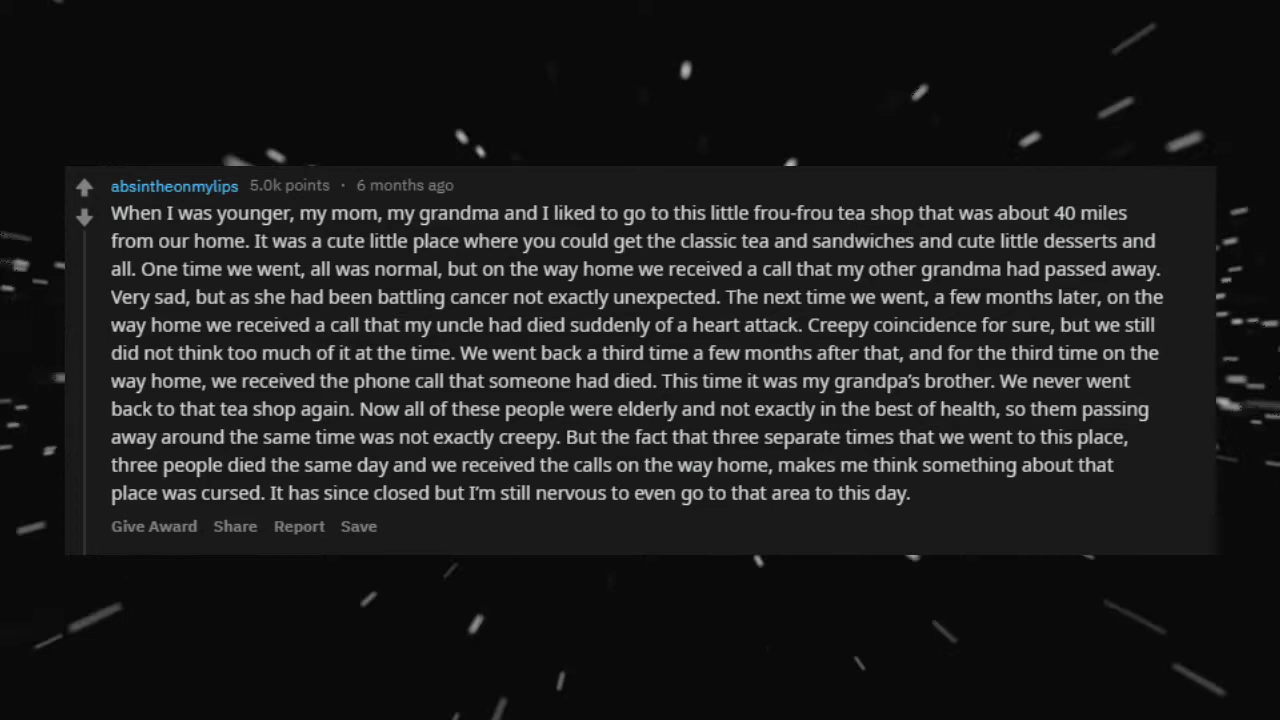 absintheonmylips 5.0k points · 6 months ago
When I was younger, my mom, my grandma and I liked to go to this little frou-frou tea shop that was about 40 miles
from our home. It was a cute little place where you could get the classic tea and sandwiches and cute little desserts and
all. One time we went, all was normal, but on the way home we received a call that my other grandma had passed away.
Very sad, but as she had been battling cancer not exactly unexpected. The next time we went, a few months later, on the
way home we received a call that my uncle had died suddenly of a heart attack. Creepy coincidence for sure, but we still
did not think too much of it at the time. We went back a third time a few months after that, and for the third time on the
way home, we received the phone call that someone had died. This time it was my grandpa’s brother. We never went
back to that tea shop again. Now all of these people were elderly and not exactly in the best of health, so them passing
away around the same time was not exactly creepy. But the fact that three separate times that we went to this place,
three people died the same day and we received the calls on the way home, makes me think something about that
place was cursed. It has since closed but I’m still nervous to even go to that area to this day.
Give Award Share Report Save